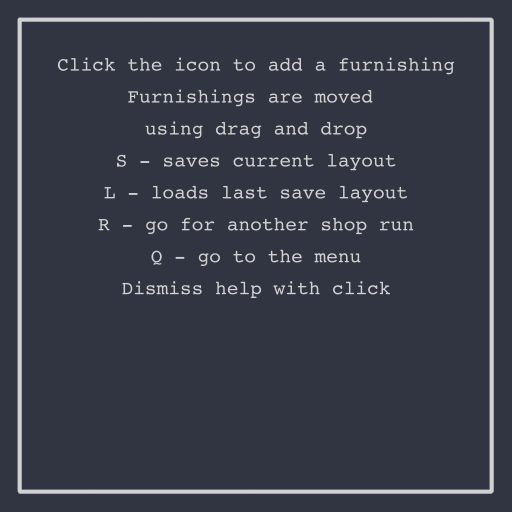 Click the icon to add a furnishing
Furnishings are moved
using drag and drop
S - saves current layout
L - loads last save layout
R - go for another shop run
Q - go to the menu
Dismiss help with click